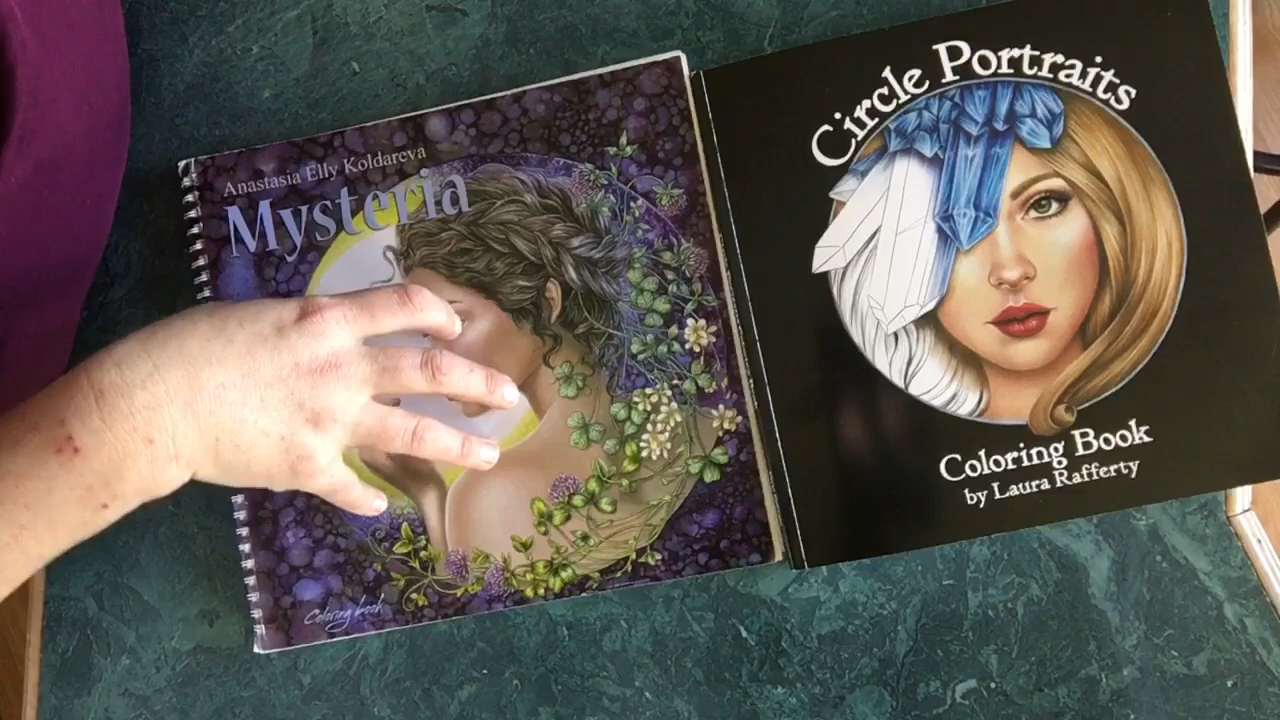 Anastasia Elly Koldareva
Mysteria
Coloring book
Circle Portraits
Coloring Book
by Laura Rafferty